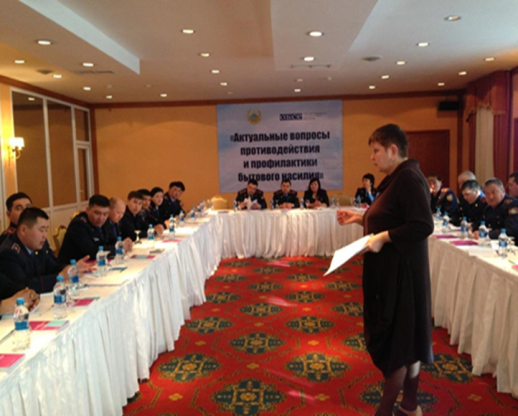 «Актуальные вопросы
противодействия
и профилактики
бытового насилия»